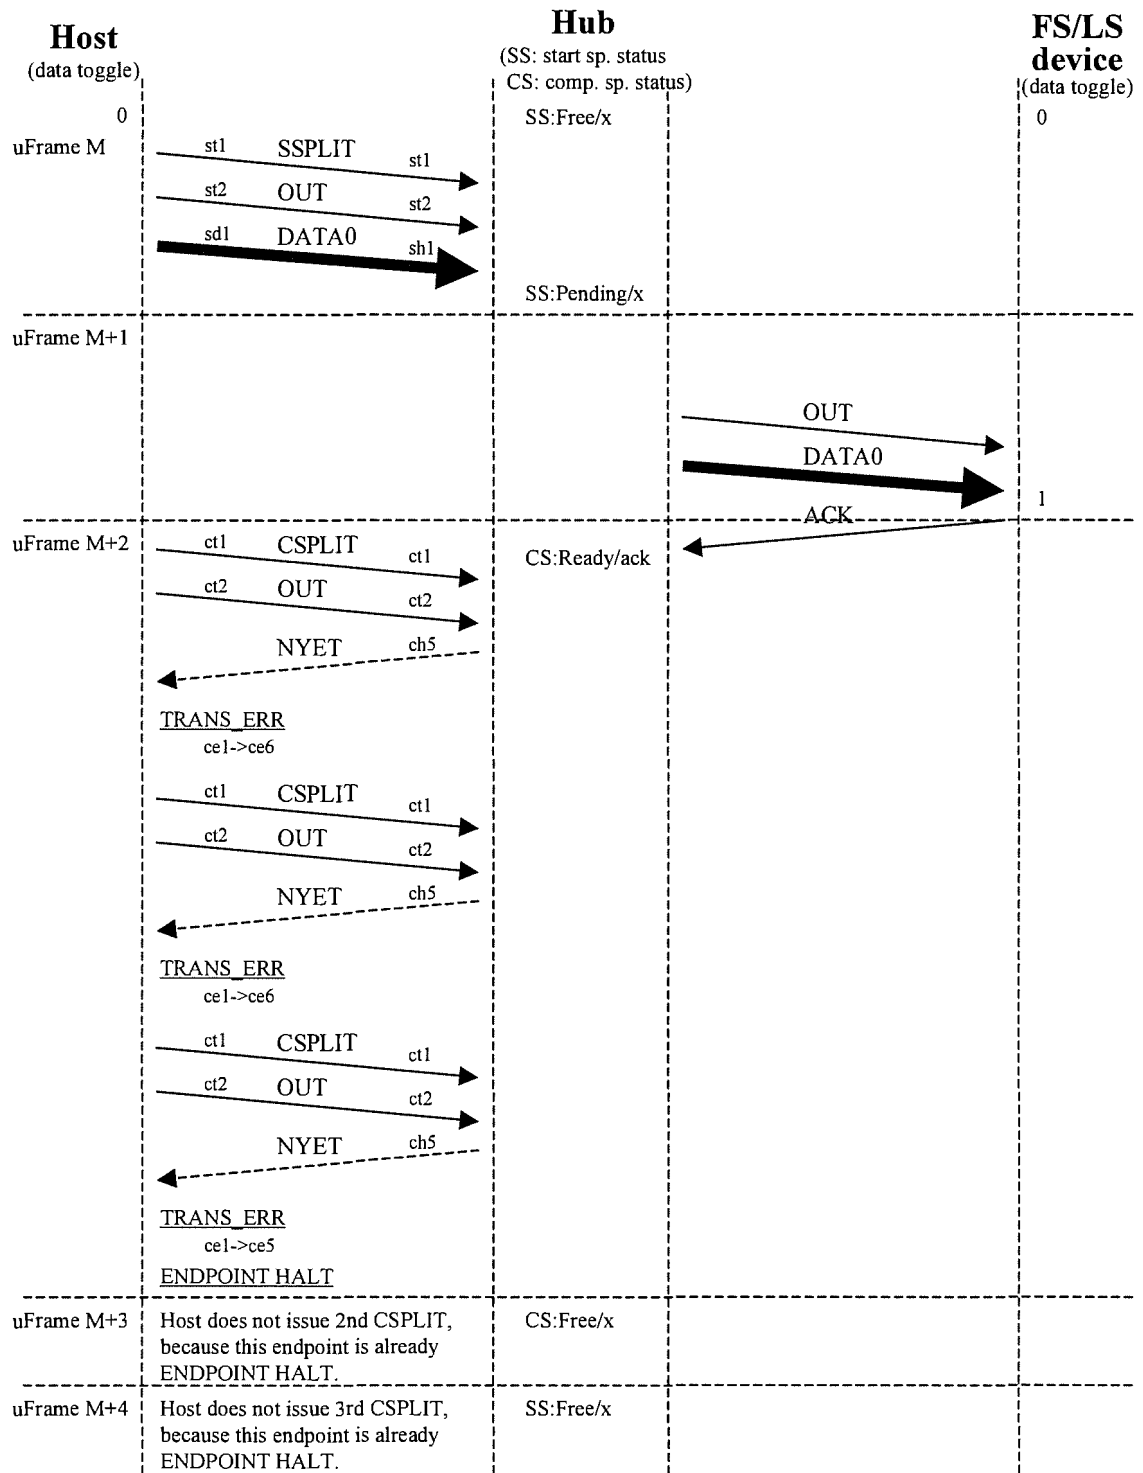 Host
(data toggle)
Hub
(SS: start sp. status
CS: comp. sp. status)
FS/LS
device
(data toggle)
0
SS:Free/x
0
uFrame M
st1 SSPLIT st1
st2 OUT st2
sd1 DATA0 sh1
SS:Pending/x
uFrame M+1
OUT
DATA0
1
ACK
uFrame M+2
ct1 CSPLIT ct1
CS:Ready/ack
ct2 OUT ct2
NYET ch5
TRANS_ERR
ce1->ce6
ct1 CSPLIT ct1
ct2 OUT ct2
NYET ch5
TRANS_ERR
ce1->ce6
ct1 CSPLIT ct1
ct2 OUT ct2
NYET ch5
TRANS_ERR
ce1->ce5
ENDPOINT HALT
uFrame M+3
Host does not issue 2nd CSPLIT,
because this endpoint is already
ENDPOINT HALT.
CS:Free/x
uFrame M+4
Host does not issue 3rd CSPLIT,
because this endpoint is already
ENDPOINT HALT.
SS:Free/x